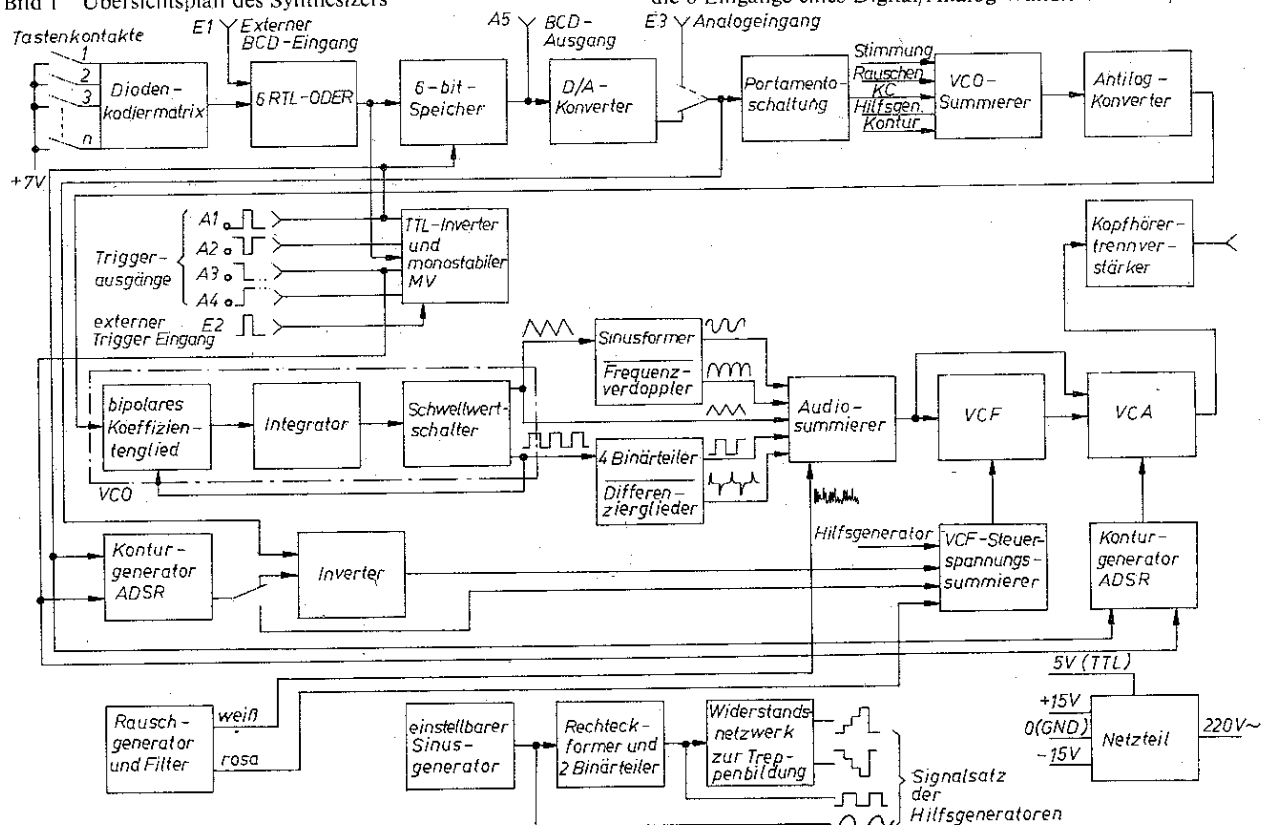 Bild 1 Übersichtsplan des Synthesizers
die 6 Eingänge eines Digital/Analog-Wandlers
Tastenkontakte
1
2
3
n
+7V
Dioden-
kodiermatrix
E1 Externer
BCD-Eingang
6 RTL-ODER
6-bit-
Speicher
A5 BCD-
Ausgang
D/A-
Konverter
E3 Analogeingang
Portamento-
schaltung
Stimmung
Rauschen
KC
Hilfsgen.
Kontur
VCO-
Summierer
Antilog-
Konverter
Trigger-
ausgänge
A1
A2
A3
A4
externer
Trigger Eingang
E2
TTL-Inverter
und
monostabiler
MV
Kopfhörer-
trennver-
stärker
bipolares
Koeffizien-
tenglied
VCO
Integrator
Schwellwert-
schalter
Sinusformer
Frequenz-
verdoppler
4 Binärteiler
Differen-
zierglieder
Audio-
summierer
VCF
VCA
Kontur-
generator
ADSR
Inverter
Hilfsgenerator
VCF-Steuer-
spannungs-
summierer
Kontur-
generator
ADSR
Rausch-
generator
und Filter
weiß
rosa
einstellbarer
Sinus-
generator
Rechteck-
former und
2 Binärteiler
Widerstands-
netzwerk
zur Trep-
penbildung
Signalsatz
der
Hilfsgeneratoren
5V (TTL)
+15V
0(GND)
-15V
Netzteil
220V~